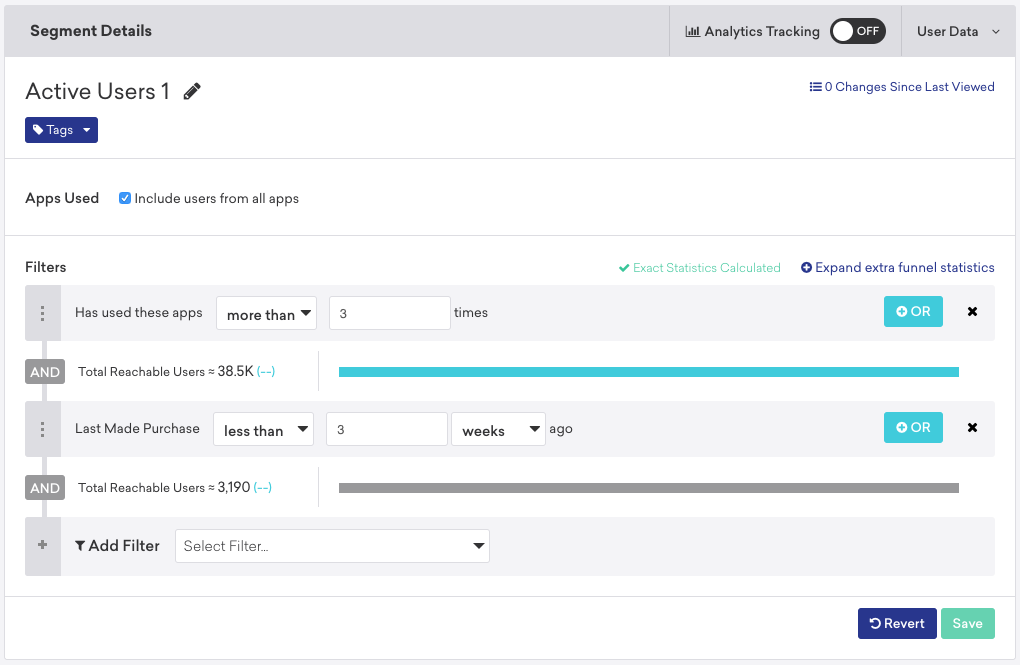 Segment Details
Analytics Tracking OFF
User Data
Active Users 1
0 Changes Since Last Viewed
Tags
Apps Used Include users from all apps
Filters
Exact Statistics Calculated Expand extra funnel statistics
Has used these apps more than 3 times OR
AND Total Reachable Users ≈ 38.5K (--)
Last Made Purchase less than 3 weeks ago OR
AND Total Reachable Users ≈ 3,190 (--)
Add Filter Select Filter...
Revert Save